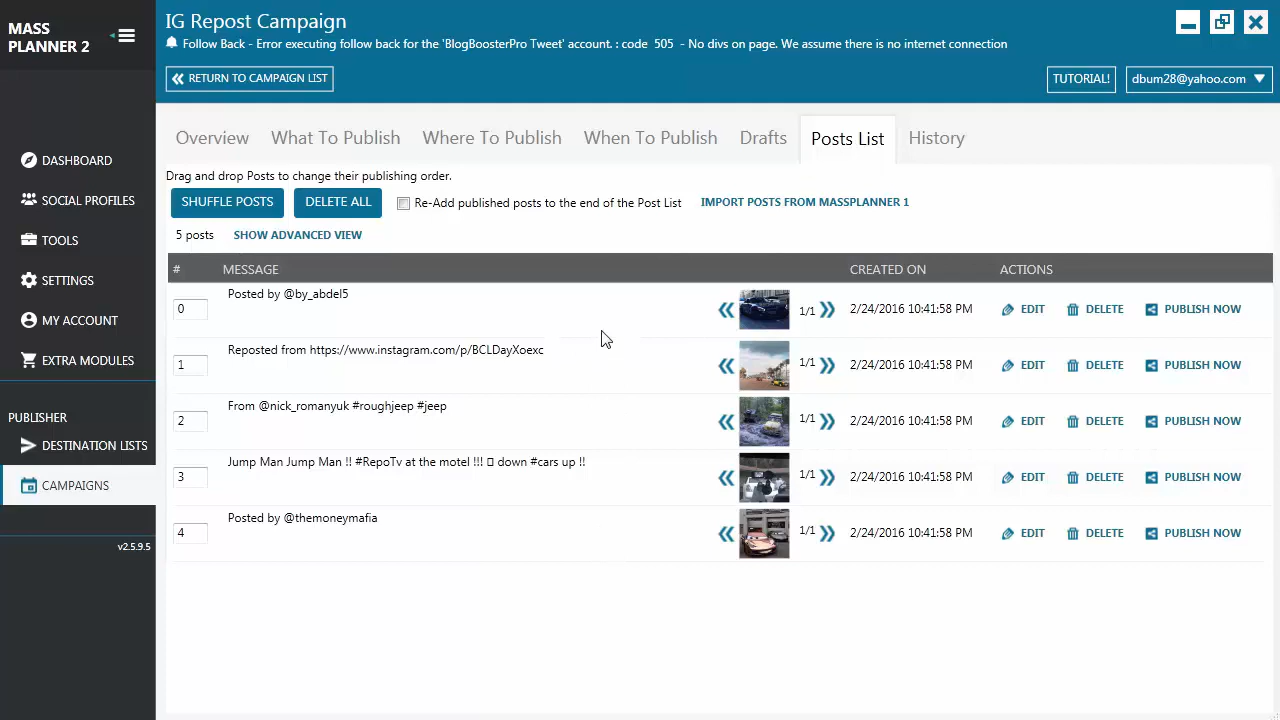 MASS
PLANNER 2
IG Repost Campaign
Follow Back - Error executing follow back for the 'BlogBoosterPro Tweet' account. : code 505 - No divs on page. We assume there is no internet connection
RETURN TO CAMPAIGN LIST
TUTORIAL!
dbum28@yahoo.com
DASHBOARD
SOCIAL PROFILES
TOOLS
SETTINGS
MY ACCOUNT
EXTRA MODULES
PUBLISHER
DESTINATION LISTS
CAMPAIGNS
v2.5.9.5
Overview What To Publish Where To Publish When To Publish Drafts Posts List History
Drag and drop Posts to change their publishing order.
SHUFFLE POSTS DELETE ALL Re-Add published posts to the end of the Post List IMPORT POSTS FROM MASSPLANNER 1
5 posts SHOW ADVANCED VIEW
# MESSAGE CREATED ON ACTIONS
0 Posted by @by_abdel5 1/1 2/24/2016 10:41:58 PM EDIT DELETE PUBLISH NOW
1 Reposted from https://www.instagram.com/p/BCLDayXoexc 1/1 2/24/2016 10:41:58 PM EDIT DELETE PUBLISH NOW
2 From @nick_romanyuk #roughjeep #jeep 1/1 2/24/2016 10:41:58 PM EDIT DELETE PUBLISH NOW
3 Jump Man Jump Man !! #RepoTv at the motel !!! down #cars up !! 1/1 2/24/2016 10:41:58 PM EDIT DELETE PUBLISH NOW
4 Posted by @themoneymafia 1/1 2/24/2016 10:41:58 PM EDIT DELETE PUBLISH NOW